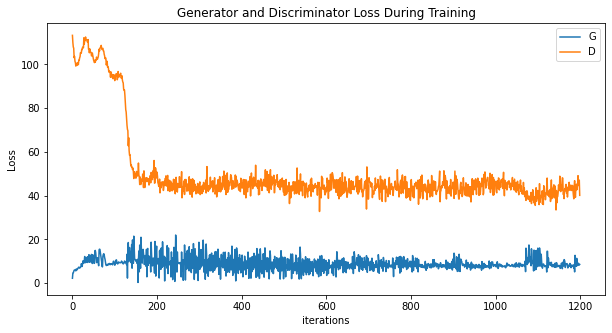 Generator and Discriminator Loss During Training
G
D
100
80
60
40
20
0
Loss
0 200 400 600 800 1000 1200
iterations